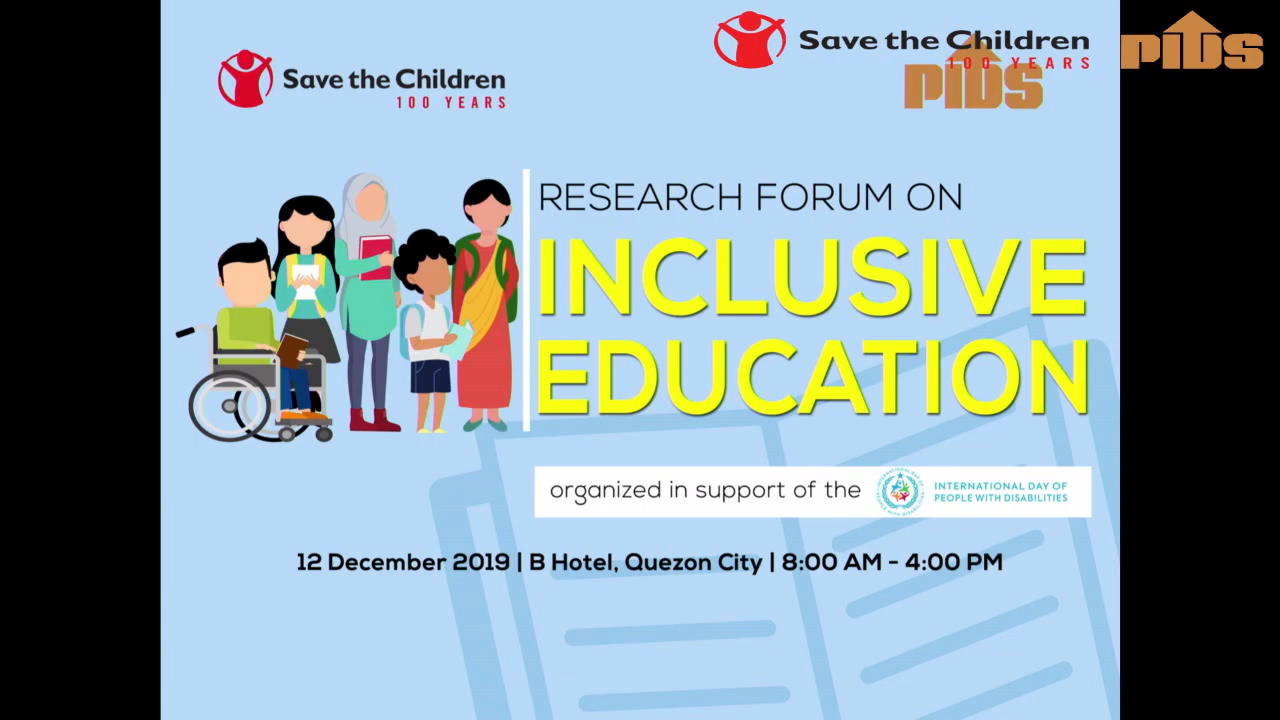 Save the Children
100 YEARS
Save the Children
100 YEARS
PIDS
PIDS
RESEARCH FORUM ON
INCLUSIVE
EDUCATION
organized in support of the
INTERNATIONAL DAY OF
PEOPLE WITH DISABILITIES
12 December 2019 | B Hotel, Quezon City | 8:00 AM - 4:00 PM